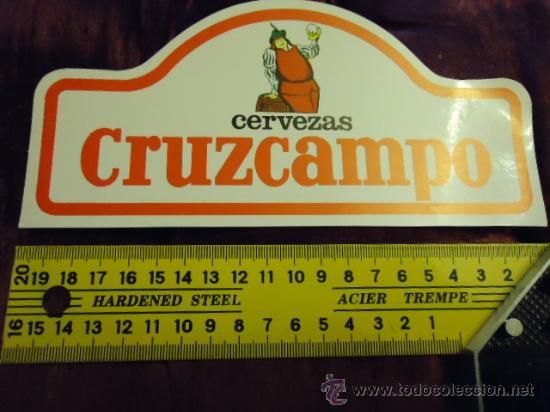 cervezas
Cruzcampo
20 19 18 17 16 15 14 13 12 11 10 9 8 7 6 5 4 3 2
HARDENED STEEL ACIER TREMPE
16 15 14 13 12 11 10 9 8 7 6 5 4 3 2 1
© www.todocoleccion.net